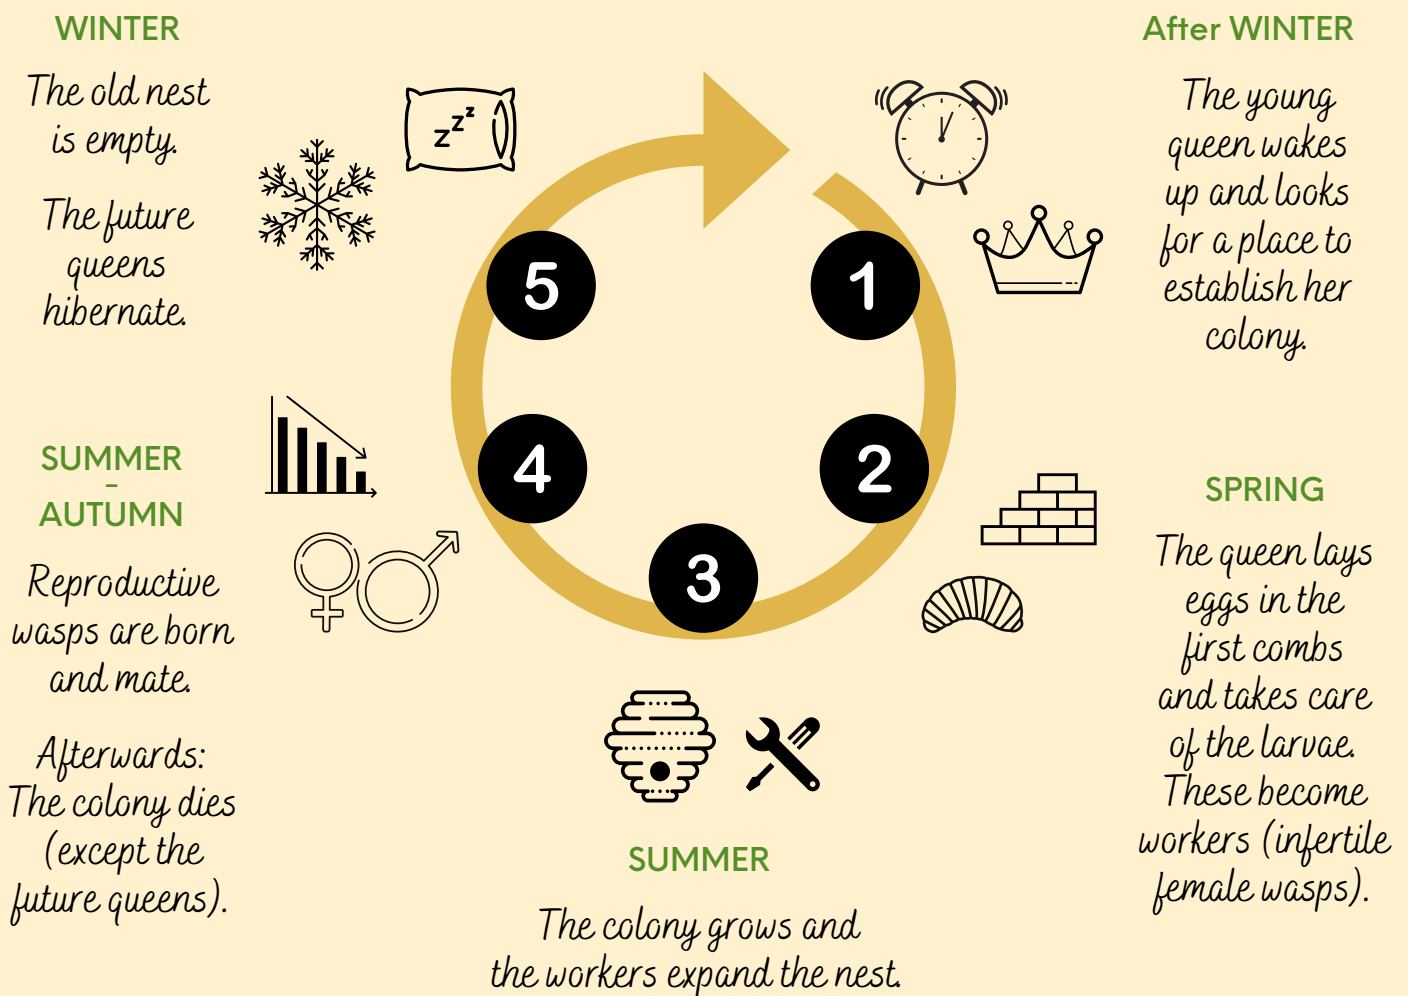 After WINTER
The young
queen wakes
up and looks
for a place to
establish her
colony.
1
SPRING
The queen lays
eggs in the
first combs
and takes care
of the larvae.
These become
workers (infertile
female wasps).
2
SUMMER
The colony grows and
the workers expand the nest.
3
SUMMER
-
AUTUMN
Reproductive
wasps are born
and mate.
Afterwards:
The colony dies
(except the
future queens).
4
WINTER
The old nest
is empty.
The future
queens
hibernate.
5
zzzz